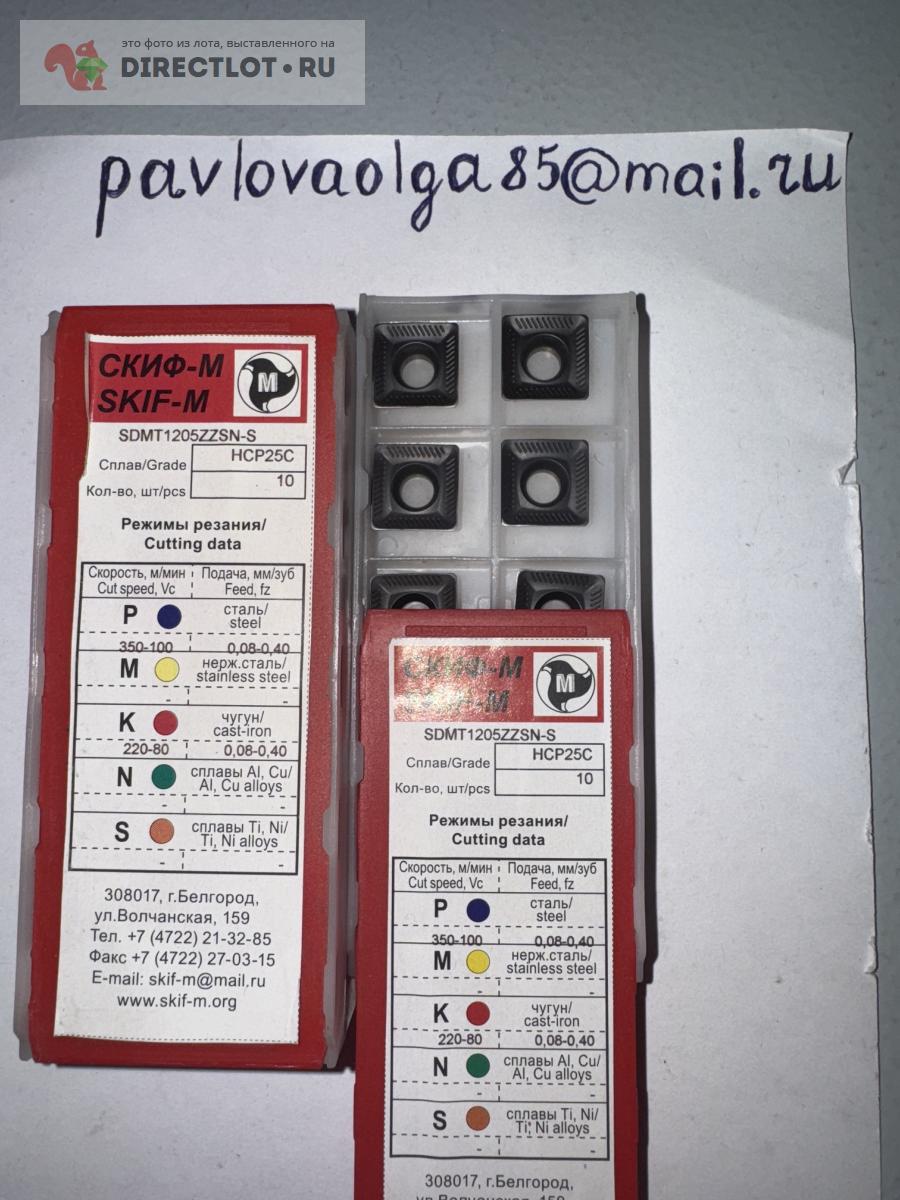 это фото из лота, выставленного на
DIRECTLOT.RU
pavlovaolga85@mail.ru
СКИФ-М
SKIF-M
M
SDMT1205ZZSN-S
Сплав/Grade
HCP25C
Кол-во, шт/pcs
10
Режимы резания/
Cutting data
Скорость, м/мин Подача, мм/зуб
Cut speed, Vc Feed, fz
P сталь/
steel
350-100 0,08-0,40
M нерж.сталь/
stainless steel
- -
K чугун/
cast-iron
220-80 0,08-0,40
N сплавы Al, Cu/
Al, Cu alloys
- -
S сплавы Ti, Ni/
Ti, Ni alloys
- -
308017, г.Белгород,
ул.Волчанская, 159
Тел. +7 (4722) 21-32-85
Факс +7 (4722) 27-03-15
E-mail: skif-m@mail.ru
www.skif-m.org
СКИФ-М
SKIF-M
M
SDMT1205ZZSN-S
Сплав/Grade
HCP25C
Кол-во, шт/pcs
10
Режимы резания/
Cutting data
Скорость, м/мин Подача, мм/зуб
Cut speed, Vc Feed, fz
P сталь/
steel
350-100 0,08-0,40
M нерж.сталь/
stainless steel
- -
K чугун/
cast-iron
220-80 0,08-0,40
N сплавы Al, Cu/
Al, Cu alloys
- -
S сплавы Ti, Ni/
Ti, Ni alloys
- -
308017, г.Белгород,
ул.Волчанская, 159